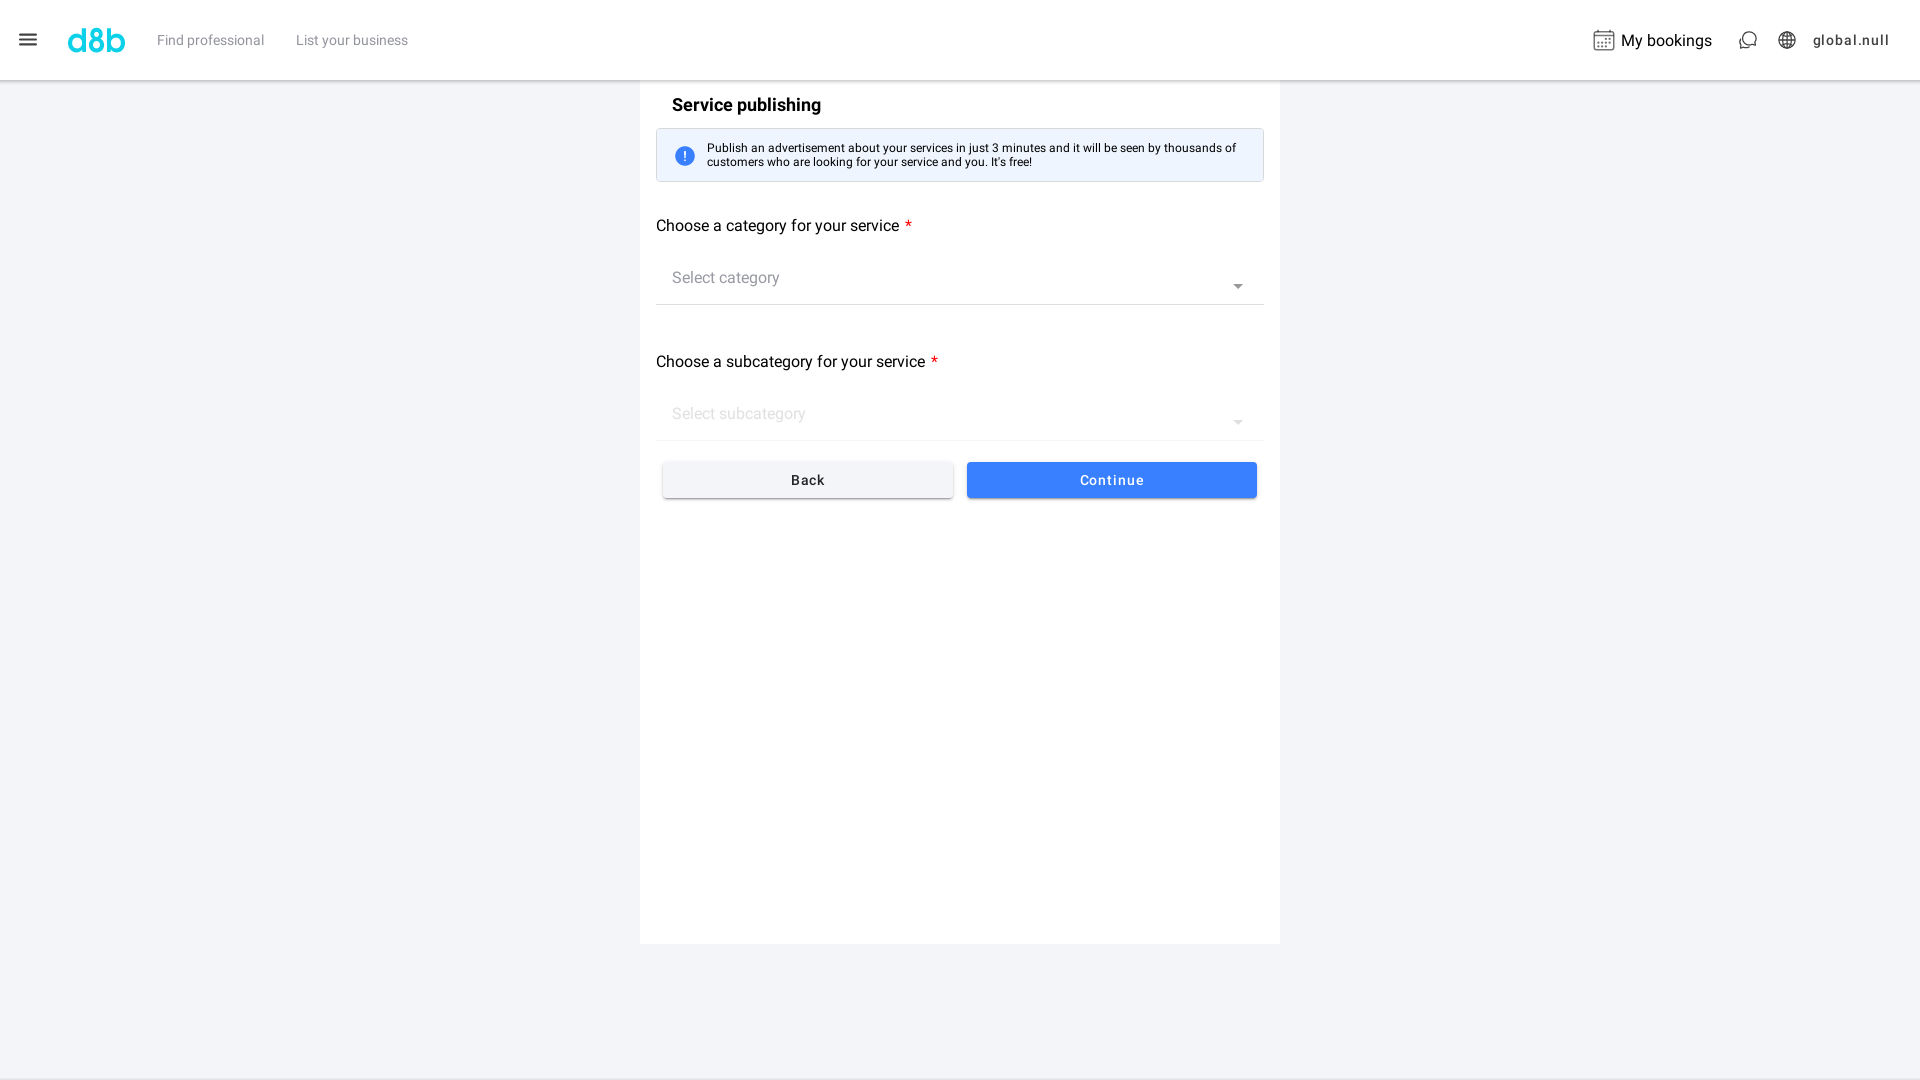 d8b
Find professional
List your business
My bookings
global.null
Service publishing
Publish an advertisement about your services in just 3 minutes and it will be seen by thousands of
customers who are looking for your service and you. It's free!
Choose a category for your service *
Select category
Choose a subcategory for your service *
Select subcategory
Back
Continue